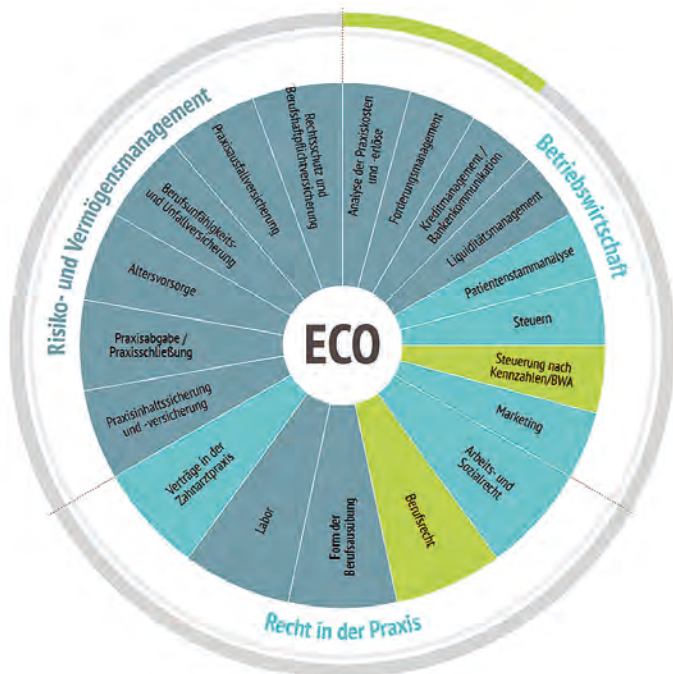 ECO
Betriebswirtschaft
Analyse der Praxiskosten
und -erlöse
Forderungsmanagement
Kreditmanagement /
Bankenkommunikation
Liquiditätsmanagement
Patientenstammanalyse
Steuern
Steuerung nach
Kennzahlen/BWA
Marketing
Recht in der Praxis
Arbeits- und
Sozialrecht
Berufsrecht
Form der
Berufsausübung
Labor
Verträge in der
Zahnarztpraxis
Risiko- und Vermögensmanagement
Praxisinhaltssicherung
und -versicherung
Praxisabgabe /
Praxisschließung
Altersvorsorge
Berufsunfähigkeits-
und Unfallversicherung
Praxisausfallversicherung
Rechtsschutz und
Berufshaftpflichtversicherung